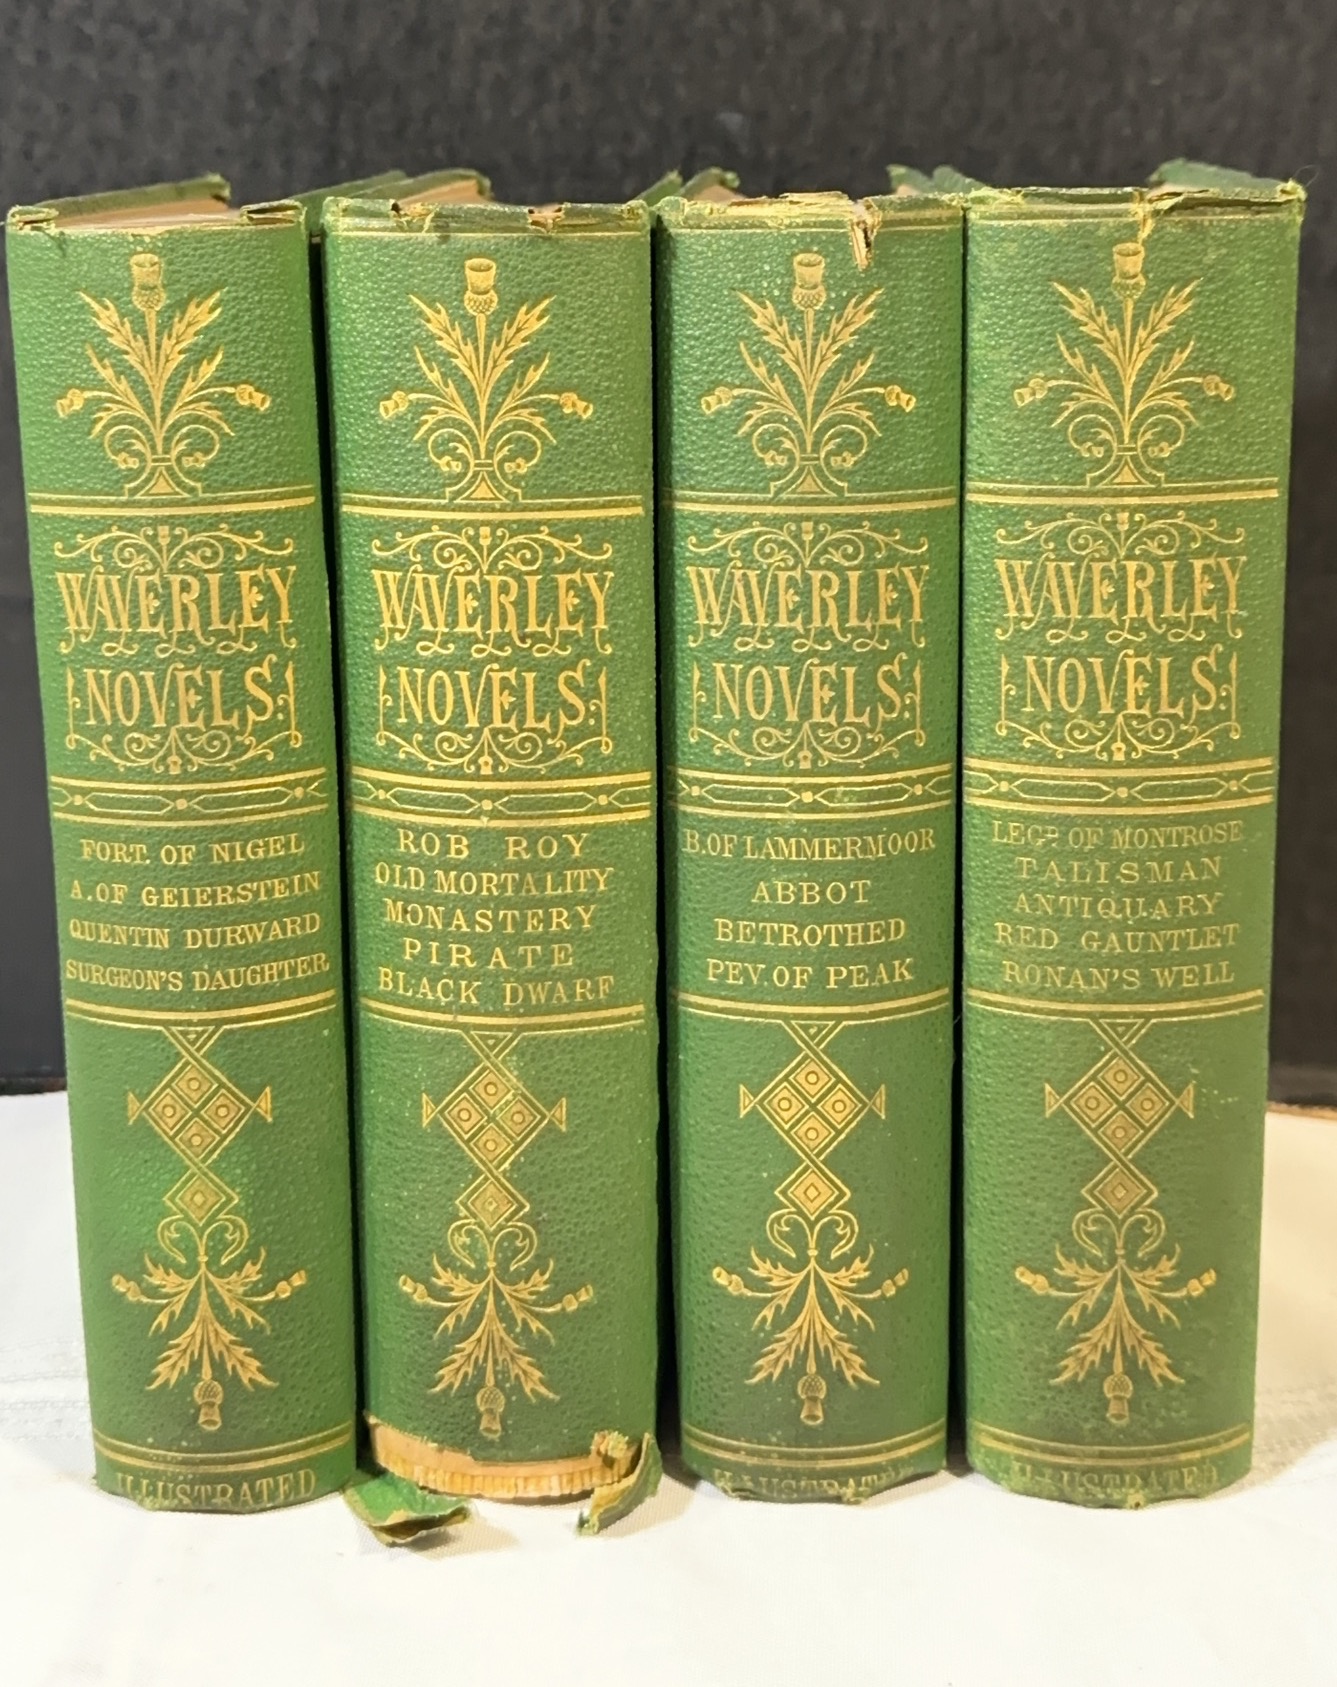 WAVERLEY
NOVELS.
FORT. OF NIGEL
A. OF GEIERSTEIN
QUENTIN DURWARD
SURGEON'S DAUGHTER
ILLUSTRATED
WAVERLEY
NOVELS.
ROB ROY
OLD MORTALITY
MONASTERY
PIRATE
BLACK DWARF
WAVERLEY
NOVELS.
B. OF LAMMERMOOR
ABBOT
BETROTHED
PEV. OF PEAK
ILLUSTRATED
WAVERLEY
NOVELS.
LEGD. OF MONTROSE
TALISMAN
ANTIQUARY
RED GAUNTLET
RONAN'S WELL
ILLUSTRATED